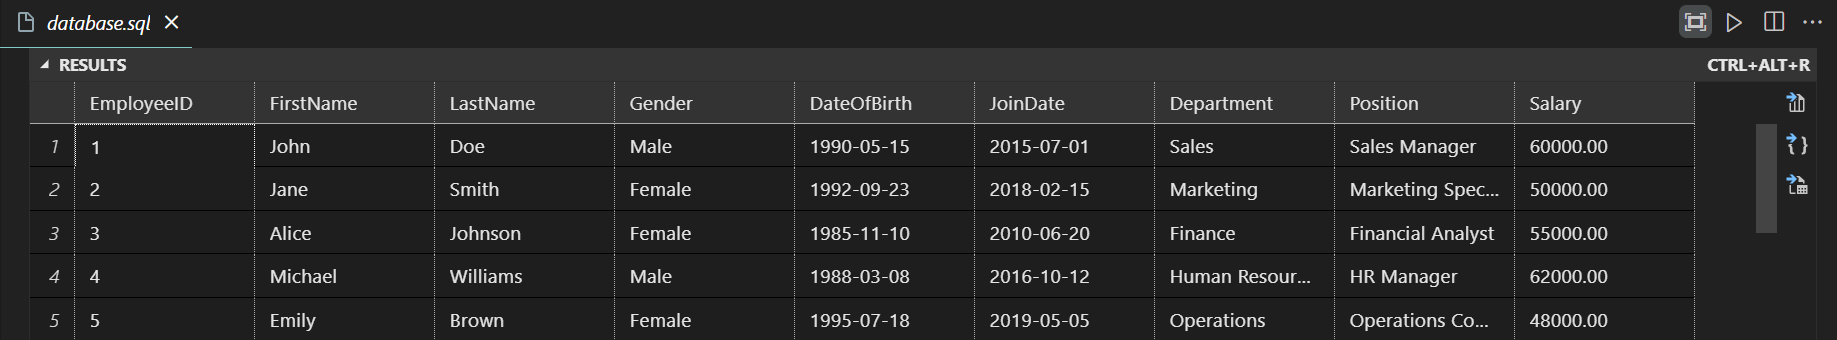 database.sql
RESULTS CTRL+ALT+R
EmployeeID FirstName LastName Gender DateOfBirth JoinDate Department Position Salary
1 1 John Doe Male 1990-05-15 2015-07-01 Sales Sales Manager 60000.00
2 2 Jane Smith Female 1992-09-23 2018-02-15 Marketing Marketing Spec... 50000.00
3 3 Alice Johnson Female 1985-11-10 2010-06-20 Finance Financial Analyst 55000.00
4 4 Michael Williams Male 1988-03-08 2016-10-12 Human Resour... HR Manager 62000.00
5 5 Emily Brown Female 1995-07-18 2019-05-05 Operations Operations Co... 48000.00